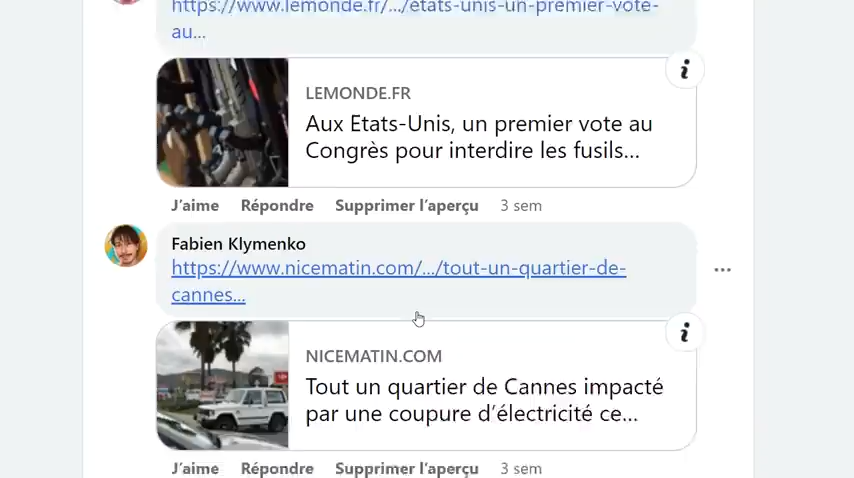 https://www.lemonde.fr/.../etats-unis-un-premier-vote-
au...
LEMONDE.FR
Aux Etats-Unis, un premier vote au
Congrès pour interdire les fusils...
J'aime Répondre Supprimer l'aperçu 3 sem
Fabien Klymenko
https://www.nicematin.com/.../tout-un-quartier-de-
cannes...
NICEMATIN.COM
Tout un quartier de Cannes impacté
par une coupure d'électricité ce...
J'aime Répondre Supprimer l'aperçu 3 sem